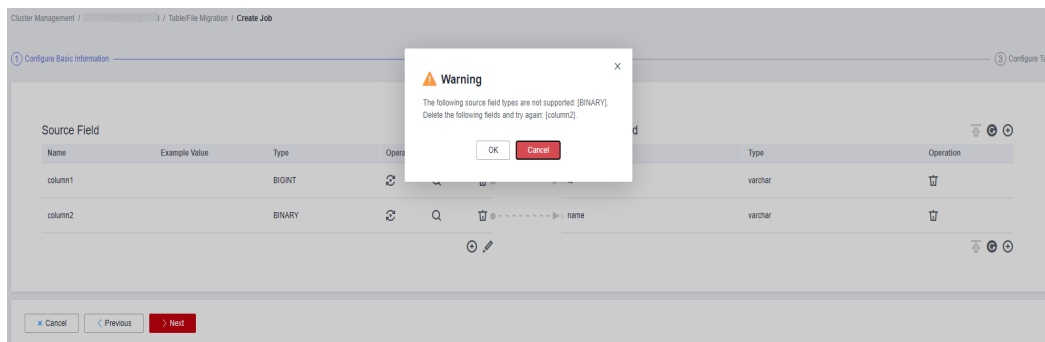 Cluster Management / / Table/File Migration / Create Job
1 Configure Basic Information
3 Configure Ta
Warning
The following source field types are not supported: [BINARY].
Delete the following fields and try again: [column2].
OK Cancel
Source Field d
Name Example Value Type Opera Type Operation
column1 BIGINT varchar
column2 BINARY name varchar
× Cancel < Previous > Next